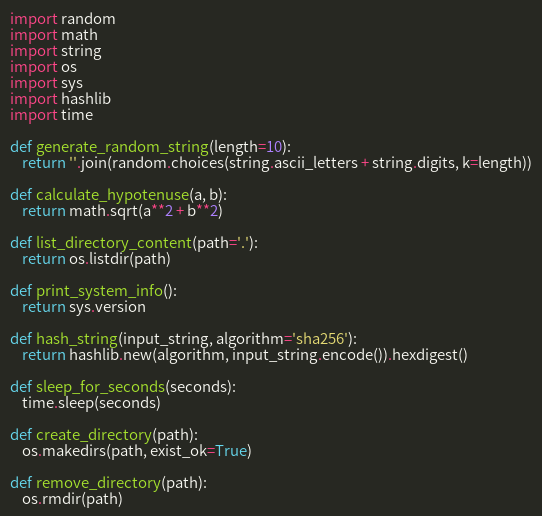 import random
import math
import string
import os
import sys
import hashlib
import time

def generate_random_string(length=10):
    return ''.join(random.choices(string.ascii_letters + string.digits, k=length))

def calculate_hypotenuse(a, b):
    return math.sqrt(a**2 + b**2)

def list_directory_content(path='.'):
    return os.listdir(path)

def print_system_info():
    return sys.version

def hash_string(input_string, algorithm='sha256'):
    return hashlib.new(algorithm, input_string.encode()).hexdigest()

def sleep_for_seconds(seconds):
    time.sleep(seconds)

def create_directory(path):
    os.makedirs(path, exist_ok=True)

def remove_directory(path):
    os.rmdir(path)